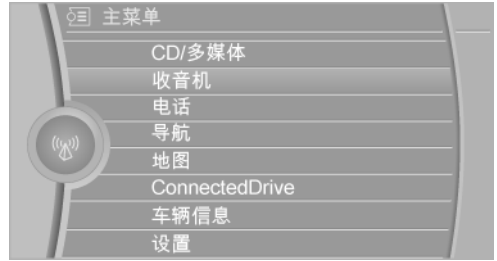 主菜单
CD/多媒体
收音机
电话
导航
地图
ConnectedDrive
车辆信息
设置